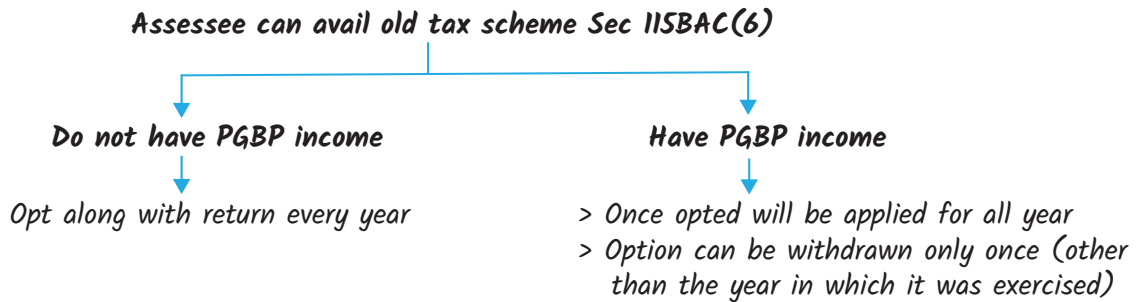 Assessee can avail old tax scheme Sec 115BAC(6)
Do not have PGBP income
Have PGBP income
Opt along with return every year
> Once opted will be applied for all year
> Option can be withdrawn only once (other
than the year in which it was exercised)